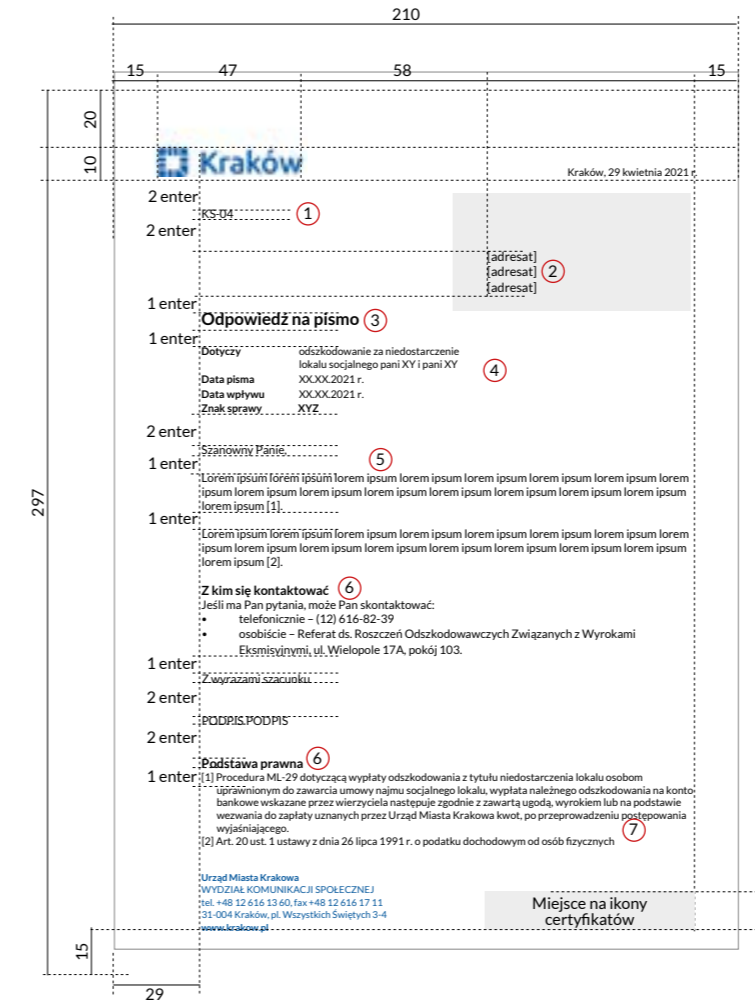 210
15 47 58 15
20
10
Kraków
Kraków, 29 kwietnia 2021 r.
2 enter
KS-04 1
2 enter
[adresat]
[adresat] 2
[adresat]
1 enter
Odpowiedź na pismo 3
1 enter
Dotyczy odszkodowanie za niedostarczenie
lokalu socjalnego pani XY i pani XY
4
Data pisma XX.XX.2021 r.
Data wpływu XX.XX.2021 r.
Znak sprawy XYZ
2 enter
Szanowny Panie,
1 enter 5
Lorem ipsum lorem ipsum lorem ipsum lorem ipsum lorem ipsum lorem ipsum lorem ipsum lorem
ipsum lorem ipsum lorem ipsum lorem ipsum lorem ipsum lorem ipsum lorem ipsum lorem ipsum
lorem ipsum [1].
297
1 enter
Lorem ipsum lorem ipsum lorem ipsum lorem ipsum lorem ipsum lorem ipsum lorem ipsum lorem
ipsum lorem ipsum lorem ipsum lorem ipsum lorem ipsum lorem ipsum lorem ipsum lorem ipsum
lorem ipsum [2].
Z kim się kontaktować 6
Jeśli ma Pan pytania, może Pan skontaktować:
• telefonicznie – (12) 616-82-39
• osobiście – Referat ds. Roszczeń Odszkodowawczych Związanych z Wyrokami
Eksmisyjnymi, ul. Wielopole 17A, pokój 103.
1 enter
Z wyrazami szacunku
2 enter
PODPIS PODPIS
2 enter
Podstawa prawna 6
1 enter
[1] Procedura ML-29 dotyczącą wypłaty odszkodowania z tytułu niedostarczenia lokalu osobom
uprawnionym do zawarcia umowy najmu socjalnego lokalu, wypłata należnego odszkodowania na konto
bankowe wskazane przez wierzyciela następuje zgodnie z zawartą ugodą, wyrokiem lub na podstawie
wezwania do zapłaty uznanych przez Urząd Miasta Krakowa kwot, po przeprowadzeniu postępowania
wyjaśniającego.
7
[2] Art. 20 ust. 1 ustawy z dnia 26 lipca 1991 r. o podatku dochodowym od osób fizycznych
Urząd Miasta Krakowa
WYDZIAŁ KOMUNIKACJI SPOŁECZNEJ
tel. +48 12 616 13 60, fax +48 12 616 17 11
31-004 Kraków, pl. Wszystkich Świętych 3-4
www.krakow.pl
Miejsce na ikony
certyfikatów
15
29